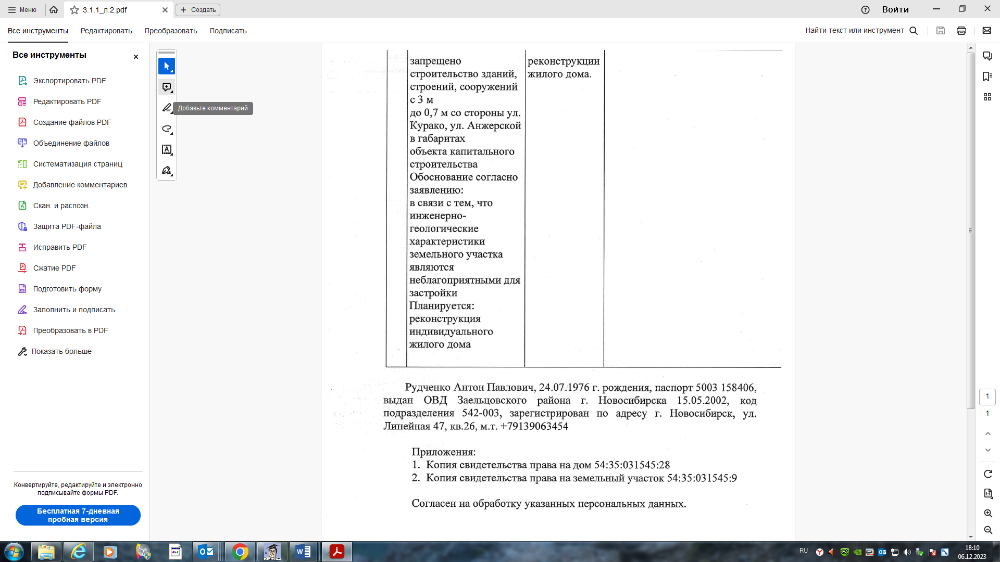 Меню
3.1.1_л.2.pdf
Создать
Войти
Все инструменты
Редактировать
Преобразовать
Подписать
Найти текст или инструмент
Все инструменты
Экспортировать PDF
Редактировать PDF
Создание файлов PDF
Объединение файлов
Систематизация страниц
Добавление комментариев
Скан. и распозн.
Защита PDF-файла
Исправить PDF
Сжатие PDF
Подготовить форму
Заполнить и подписать
Преобразовать в PDF
Показать больше
Конвертируйте, редактируйте и электронно
подписывайте формы PDF.
Бесплатная 7-дневная
пробная версия
Добавьте комментарий
запрещено
строительство зданий,
строений, сооружений
с 3 м
до 0,7 м со стороны ул.
Курако, ул. Анжерской
в габаритах
объекта капитального
строительства
Обоснование согласно
заявлению:
в связи с тем, что
инженерно-
геологические
характеристики
земельного участка
являются
неблагоприятными для
застройки
Планируется:
реконструкция
индивидуального
жилого дома
реконструкции
жилого дома.
Рудченко Антон Павлович, 24.07.1976 г. рождения, паспорт 5003 158406,
выдан ОВД Заельцовского района г. Новосибирска 15.05.2002, код
подразделения 542-003, зарегистрирован по адресу г. Новосибирск, ул.
Линейная 47, кв.26, м.т. +79139063454
Приложения:
1. Копия свидетельства права на дом 54:35:031545:28
2. Копия свидетельства права на земельный участок 54:35:031545:9
Согласен на обработку указанных персональных данных.
1
1
RU
18:10
06.12.2023